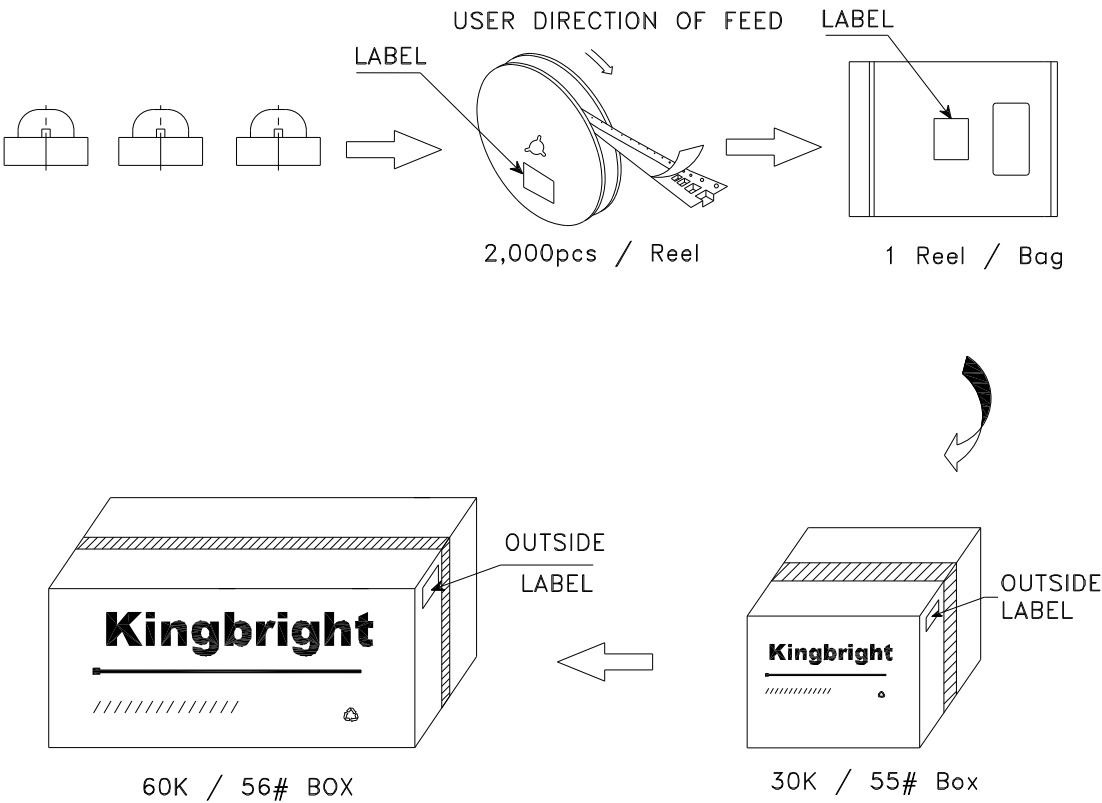 USER DIRECTION OF FEED
LABEL
LABEL
2,000pcs / Reel
1 Reel / Bag
OUTSIDE
LABEL
Kingbright
60K / 56# BOX
OUTSIDE
LABEL
Kingbright
30K / 55# Box